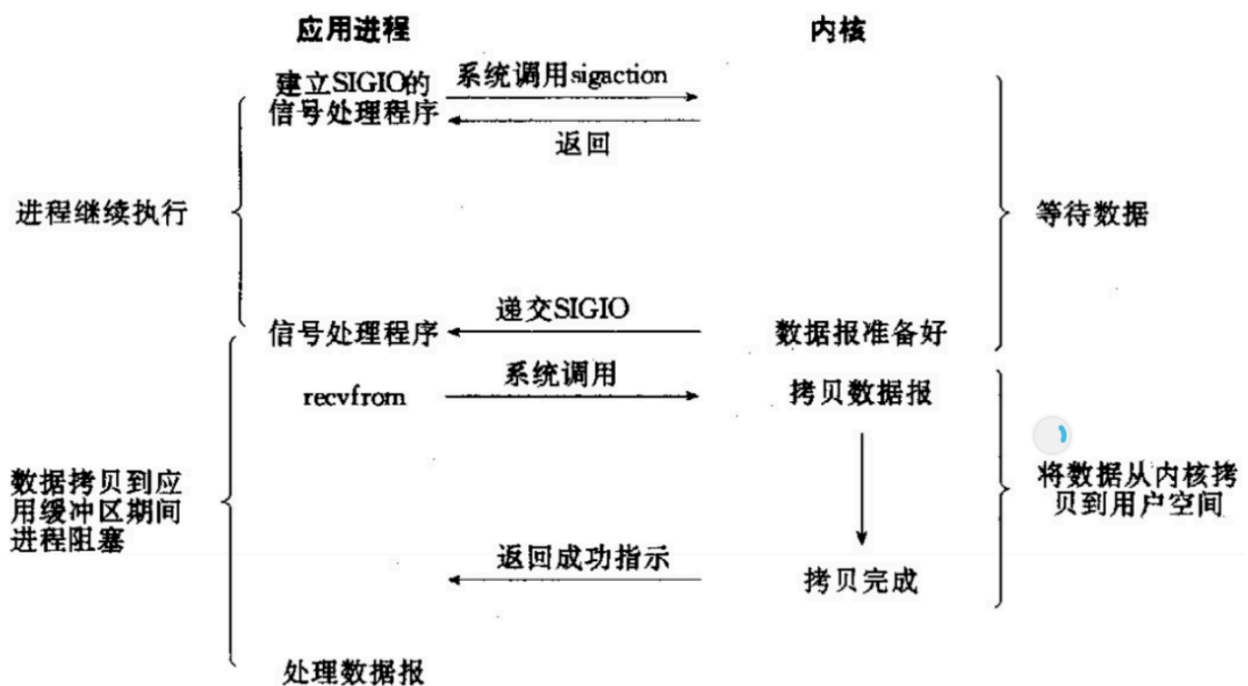 应用进程
内核
建立SIGIO的
信号处理程序
系统调用sigaction
返回
进程继续执行
等待数据
递交SIGIO
信号处理程序
数据报准备好
系统调用
recvfrom
拷贝数据报
数据拷贝到应
用缓冲区期间
进程阻塞
将数据从内核拷
贝到用户空间
返回成功指示
拷贝完成
处理数据报